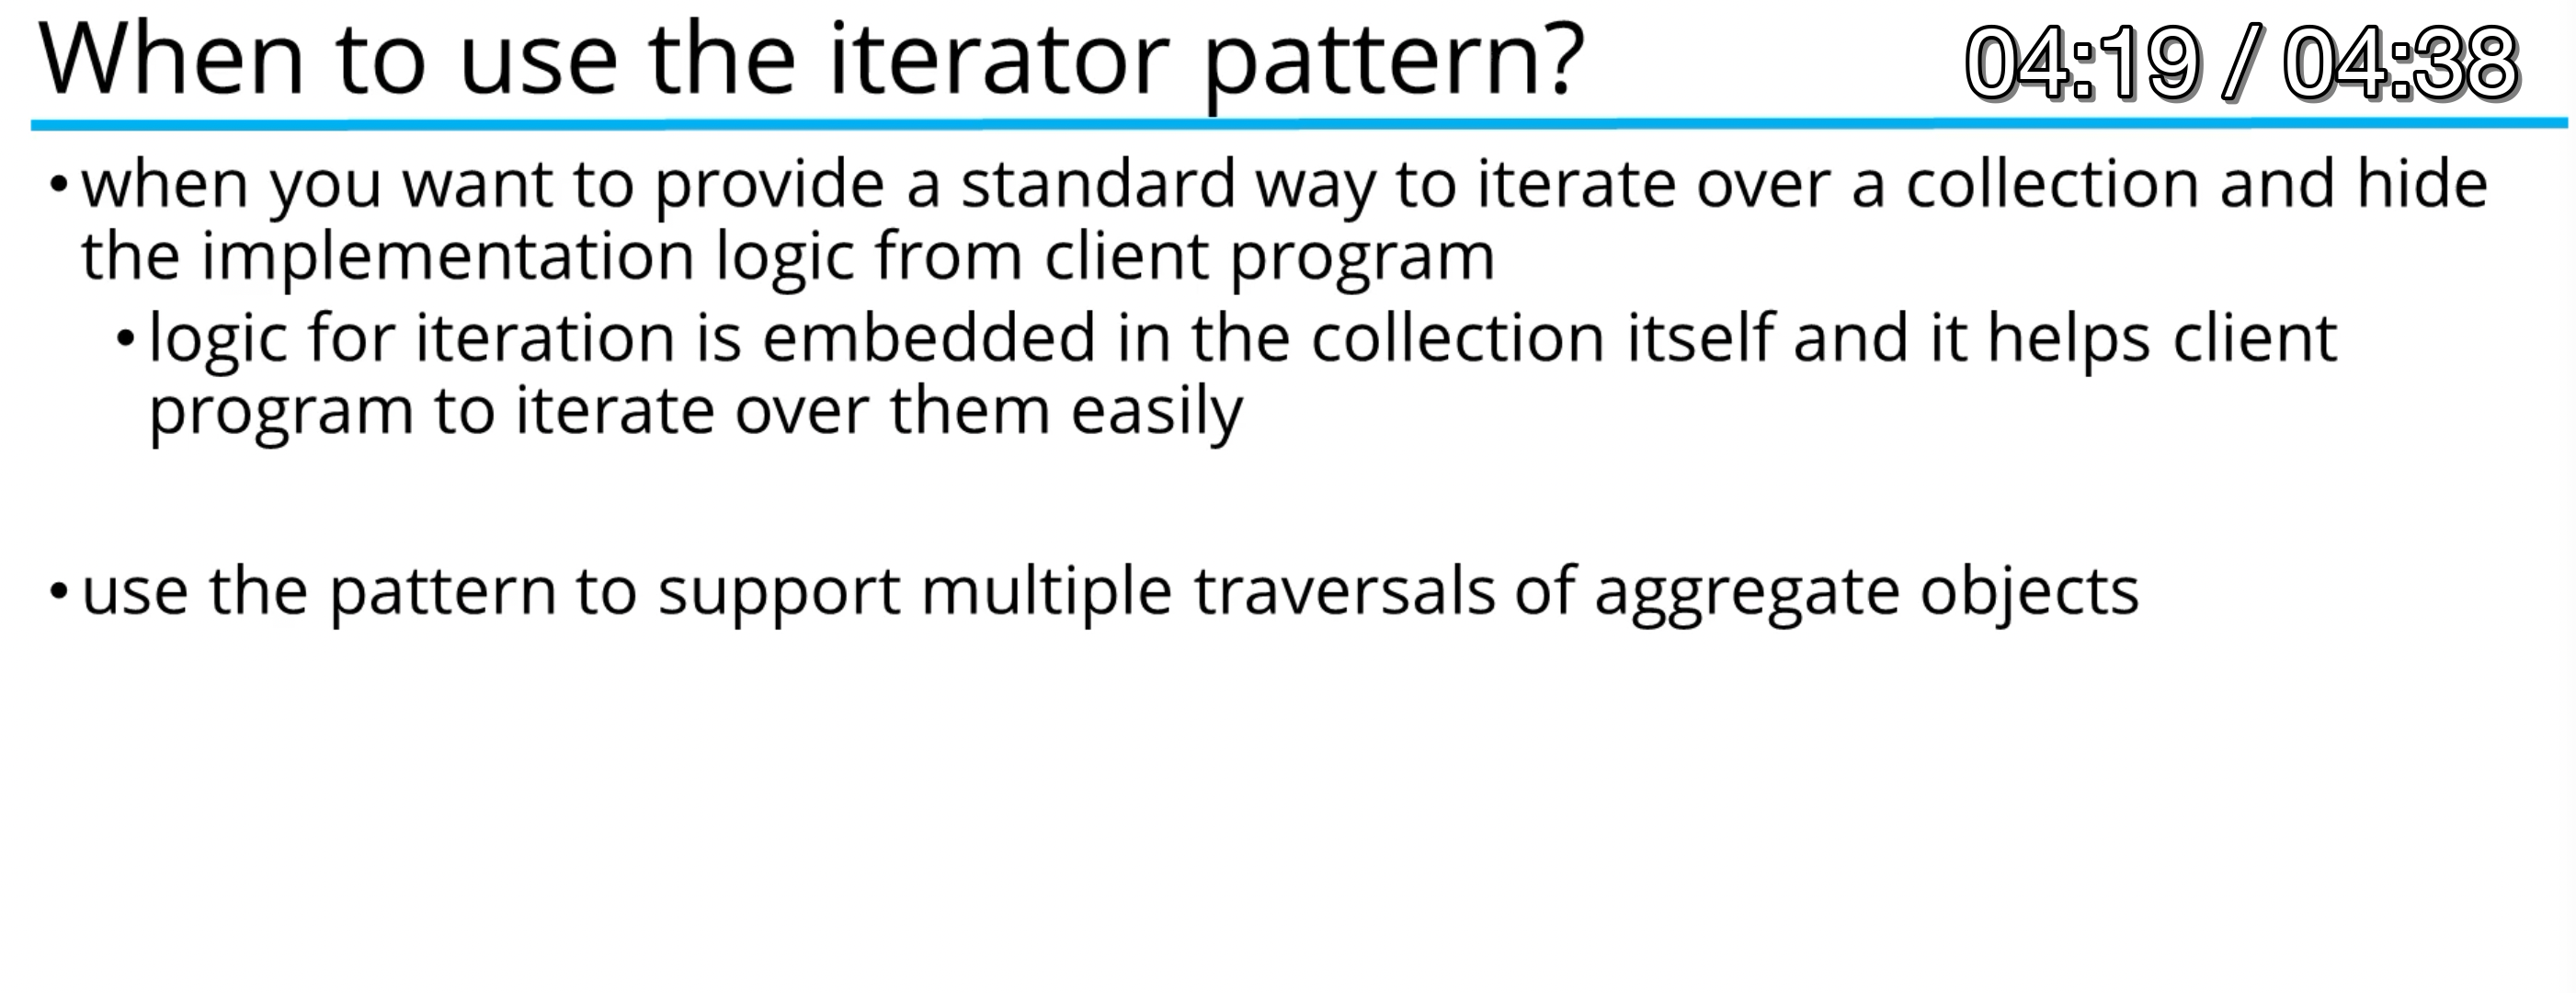 When to use the iterator pattern?
04:19 / 04:38
•when you want to provide a standard way to iterate over a collection and hide
the implementation logic from client program
•logic for iteration is embedded in the collection itself and it helps client
program to iterate over them easily
•use the pattern to support multiple traversals of aggregate objects